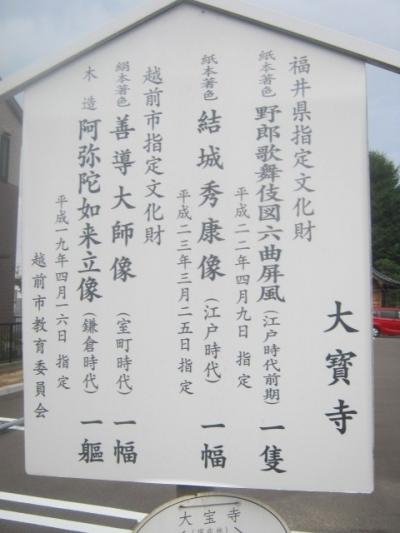 大寶寺
福井県指定文化財
紙本著色 野郎歌舞伎図六曲屏風(江戸時代前期) 一隻
平成二二年四月九日 指定
紙本著色 結城秀康像(江戸時代) 一幅
平成二三年三月二五日 指定
越前市指定文化財
絹本著色 善導大師像(室町時代) 一幅
木造 阿弥陀如来立像(鎌倉時代) 一軀
平成一九年四月一六日 指定
越前市教育委員会
大宝寺